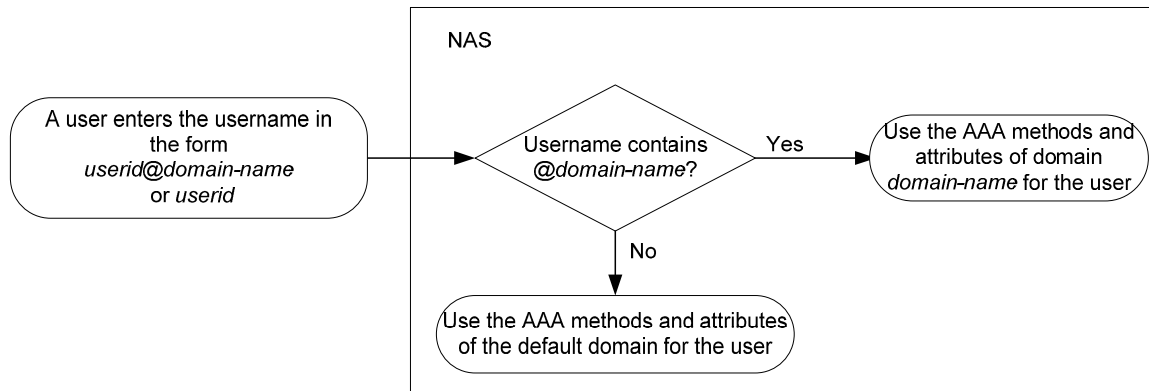 NAS
A user enters the username in
the form
userid@domain-name
or userid
Username contains
@domain-name?
Yes
Use the AAA methods and
attributes of domain
domain-name for the user
No
Use the AAA methods and attributes
of the default domain for the user